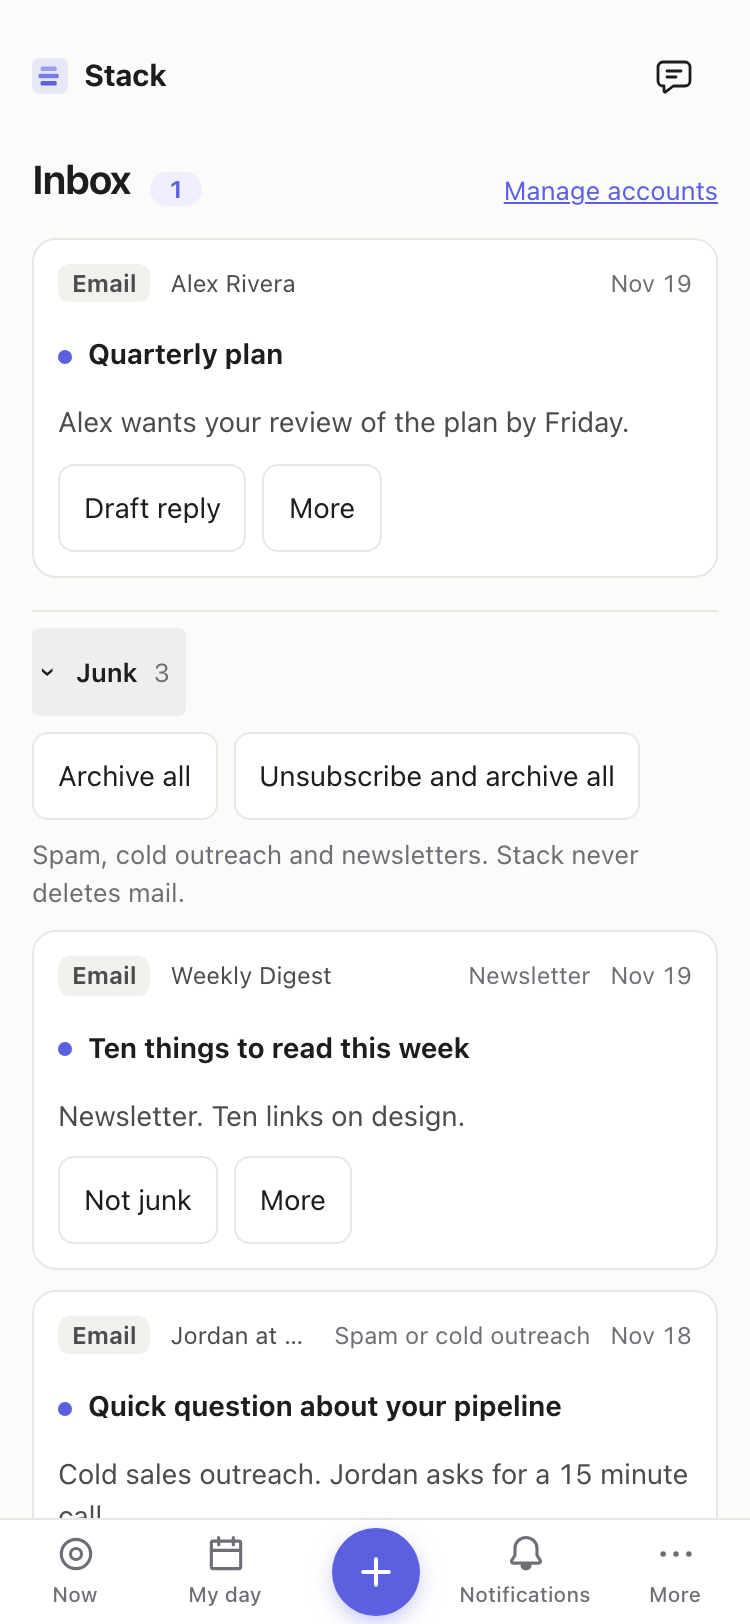 Stack
Inbox 1 Manage accounts
Email Alex Rivera Nov 19
Quarterly plan
Alex wants your review of the plan by Friday.
Draft reply More
Junk 3
Archive all Unsubscribe and archive all
Spam, cold outreach and newsletters. Stack never
deletes mail.
Email Weekly Digest Newsletter Nov 19
Ten things to read this week
Newsletter. Ten links on design.
Not junk More
Email Jordan at ... Spam or cold outreach Nov 18
Quick question about your pipeline
Cold sales outreach. Jordan asks for a 15 minute
call
Now My day Notifications More